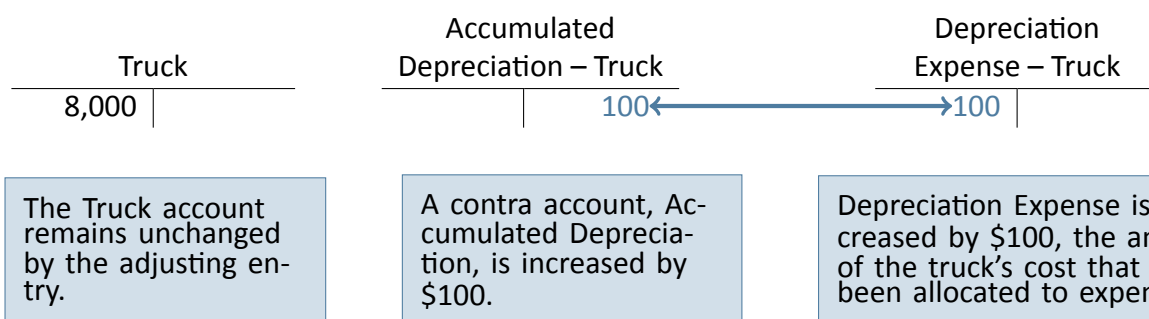 Truck
Accumulated
Depreciation – Truck
Depreciation
Expense – Truck
8,000
100
100
The Truck account
remains unchanged
by the adjusting en-
try.
A contra account, Ac-
cumulated Deprecia-
tion, is increased by
$100.
Depreciation Expense is
creased by $100, the
of the truck's cost that
been allocated to